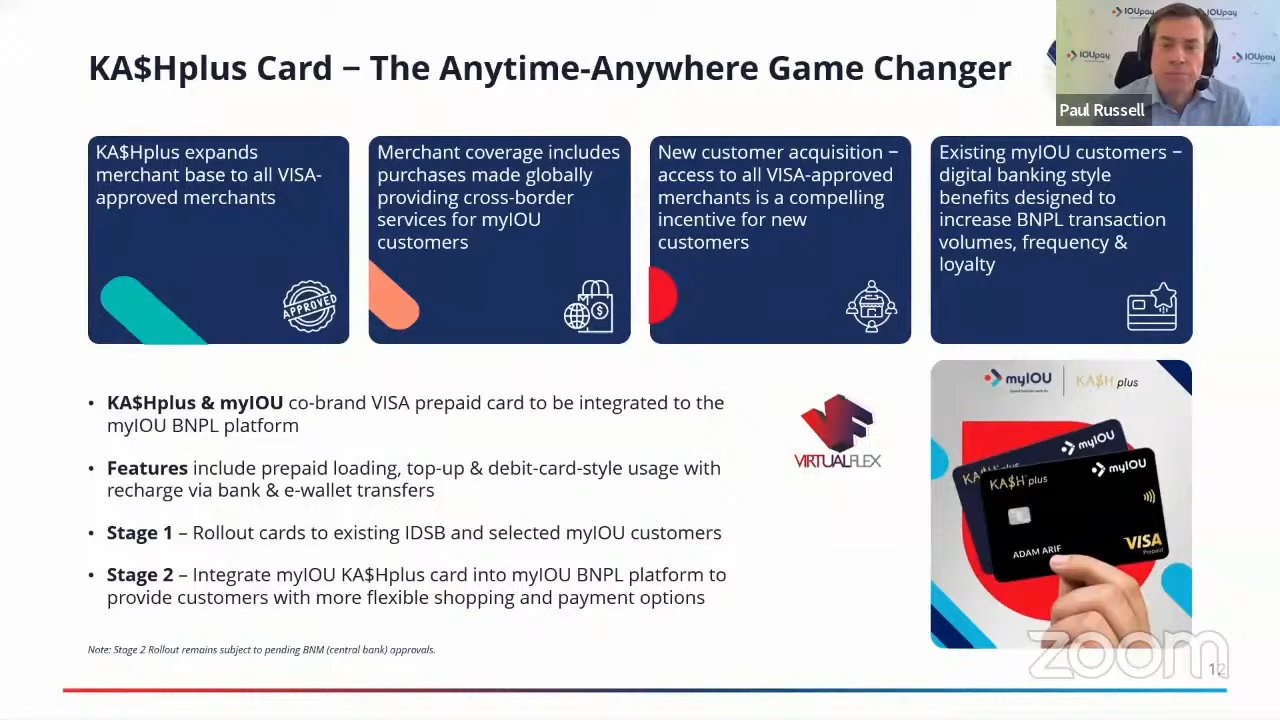 KA$Hplus Card – The Anytime-Anywhere Game Changer
IOUpay
IOUpay
IOUpay
IOUpay
Paul Russell
KA$Hplus expands
merchant base to all VISA-
approved merchants
APPROVED
Merchant coverage includes
purchases made globally
providing cross-border
services for myIOU
customers
New customer acquisition –
access to all VISA-approved
merchants is a compelling
incentive for new
customers
Existing myIOU customers –
digital banking style
benefits designed to
increase BNPL transaction
volumes, frequency &
loyalty
• KA$Hplus & myIOU co-brand VISA prepaid card to be integrated to the
myIOU BNPL platform
• Features include prepaid loading, top-up & debit-card-style usage with
recharge via bank & e-wallet transfers
• Stage 1 – Rollout cards to existing IDSB and selected myIOU customers
• Stage 2 – Integrate myIOU KA$Hplus card into myIOU BNPL platform to
provide customers with more flexible shopping and payment options
Note: Stage 2 Rollout remains subject to pending BNM (central bank) approvals.
VF
VIRTUALFLEX
myIOU KA$H plus
myIOU
KA$H plus
myIOU
ADAM ARIF
VISA
Prepaid
zoom
12